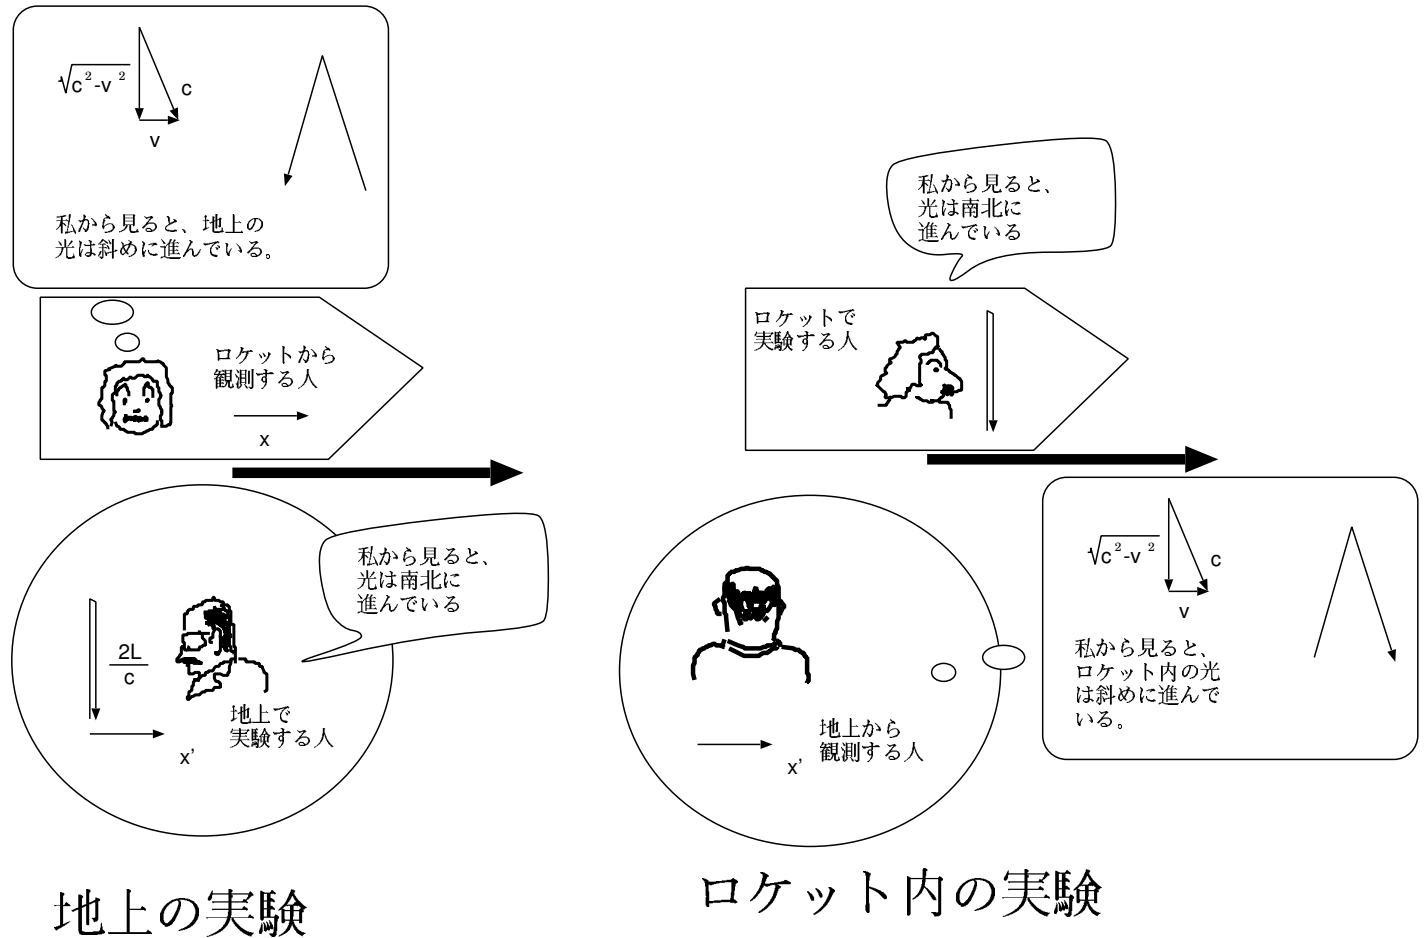 √c²-v²
c
v
私から見ると、地上の
光は斜めに進んでいる。
ロケットから
観測する人
x
私から見ると、
光は南北に
進んでいる
2L
c
地上で
実験する人
x’
地上の実験
私から見ると、
光は南北に
進んでいる
ロケットで
実験する人
√c²-v²
c
v
私から見ると、
ロケット内の光
は斜めに進んで
いる。
地上から
観測する人
x’
ロケット内の実験